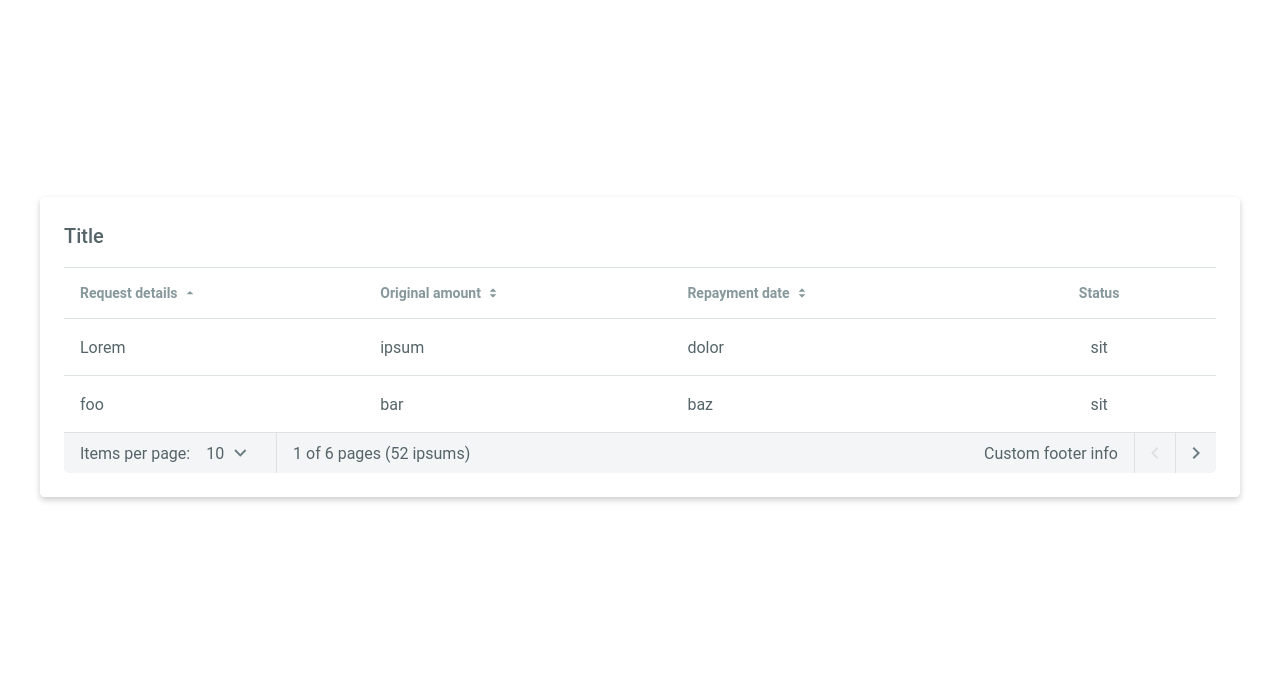 Title
Request details Original amount Repayment date Status
Lorem ipsum dolor sit
foo bar baz sit
Items per page: 10 1 of 6 pages (52 ipsums) Custom footer info